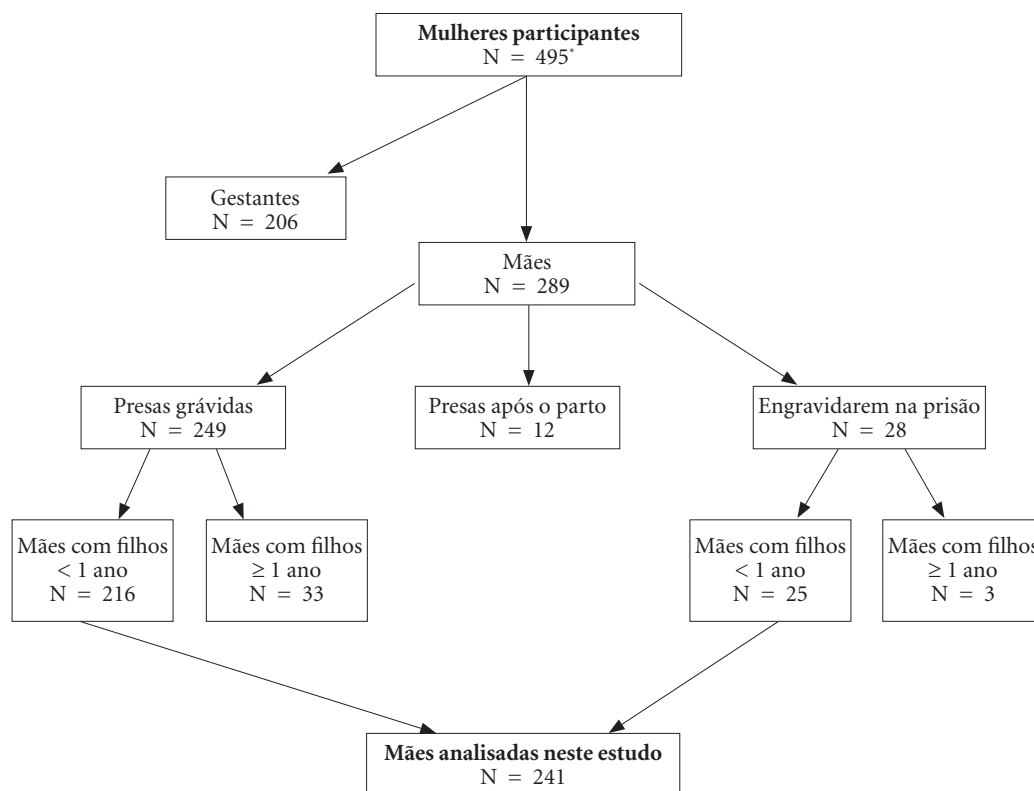 Mulheres participantes
N = 495*
Gestantes
N = 206
Mães
N = 289
Presas grávidas
N = 249
Presas após o parto
N = 12
Engravidarem na prisão
N = 28
Mães com filhos
< 1 ano
N = 216
Mães com filhos
≥ 1 ano
N = 33
Mães com filhos
< 1 ano
N = 25
Mães com filhos
≥ 1 ano
N = 3
Mães analisadas neste estudo
N = 241